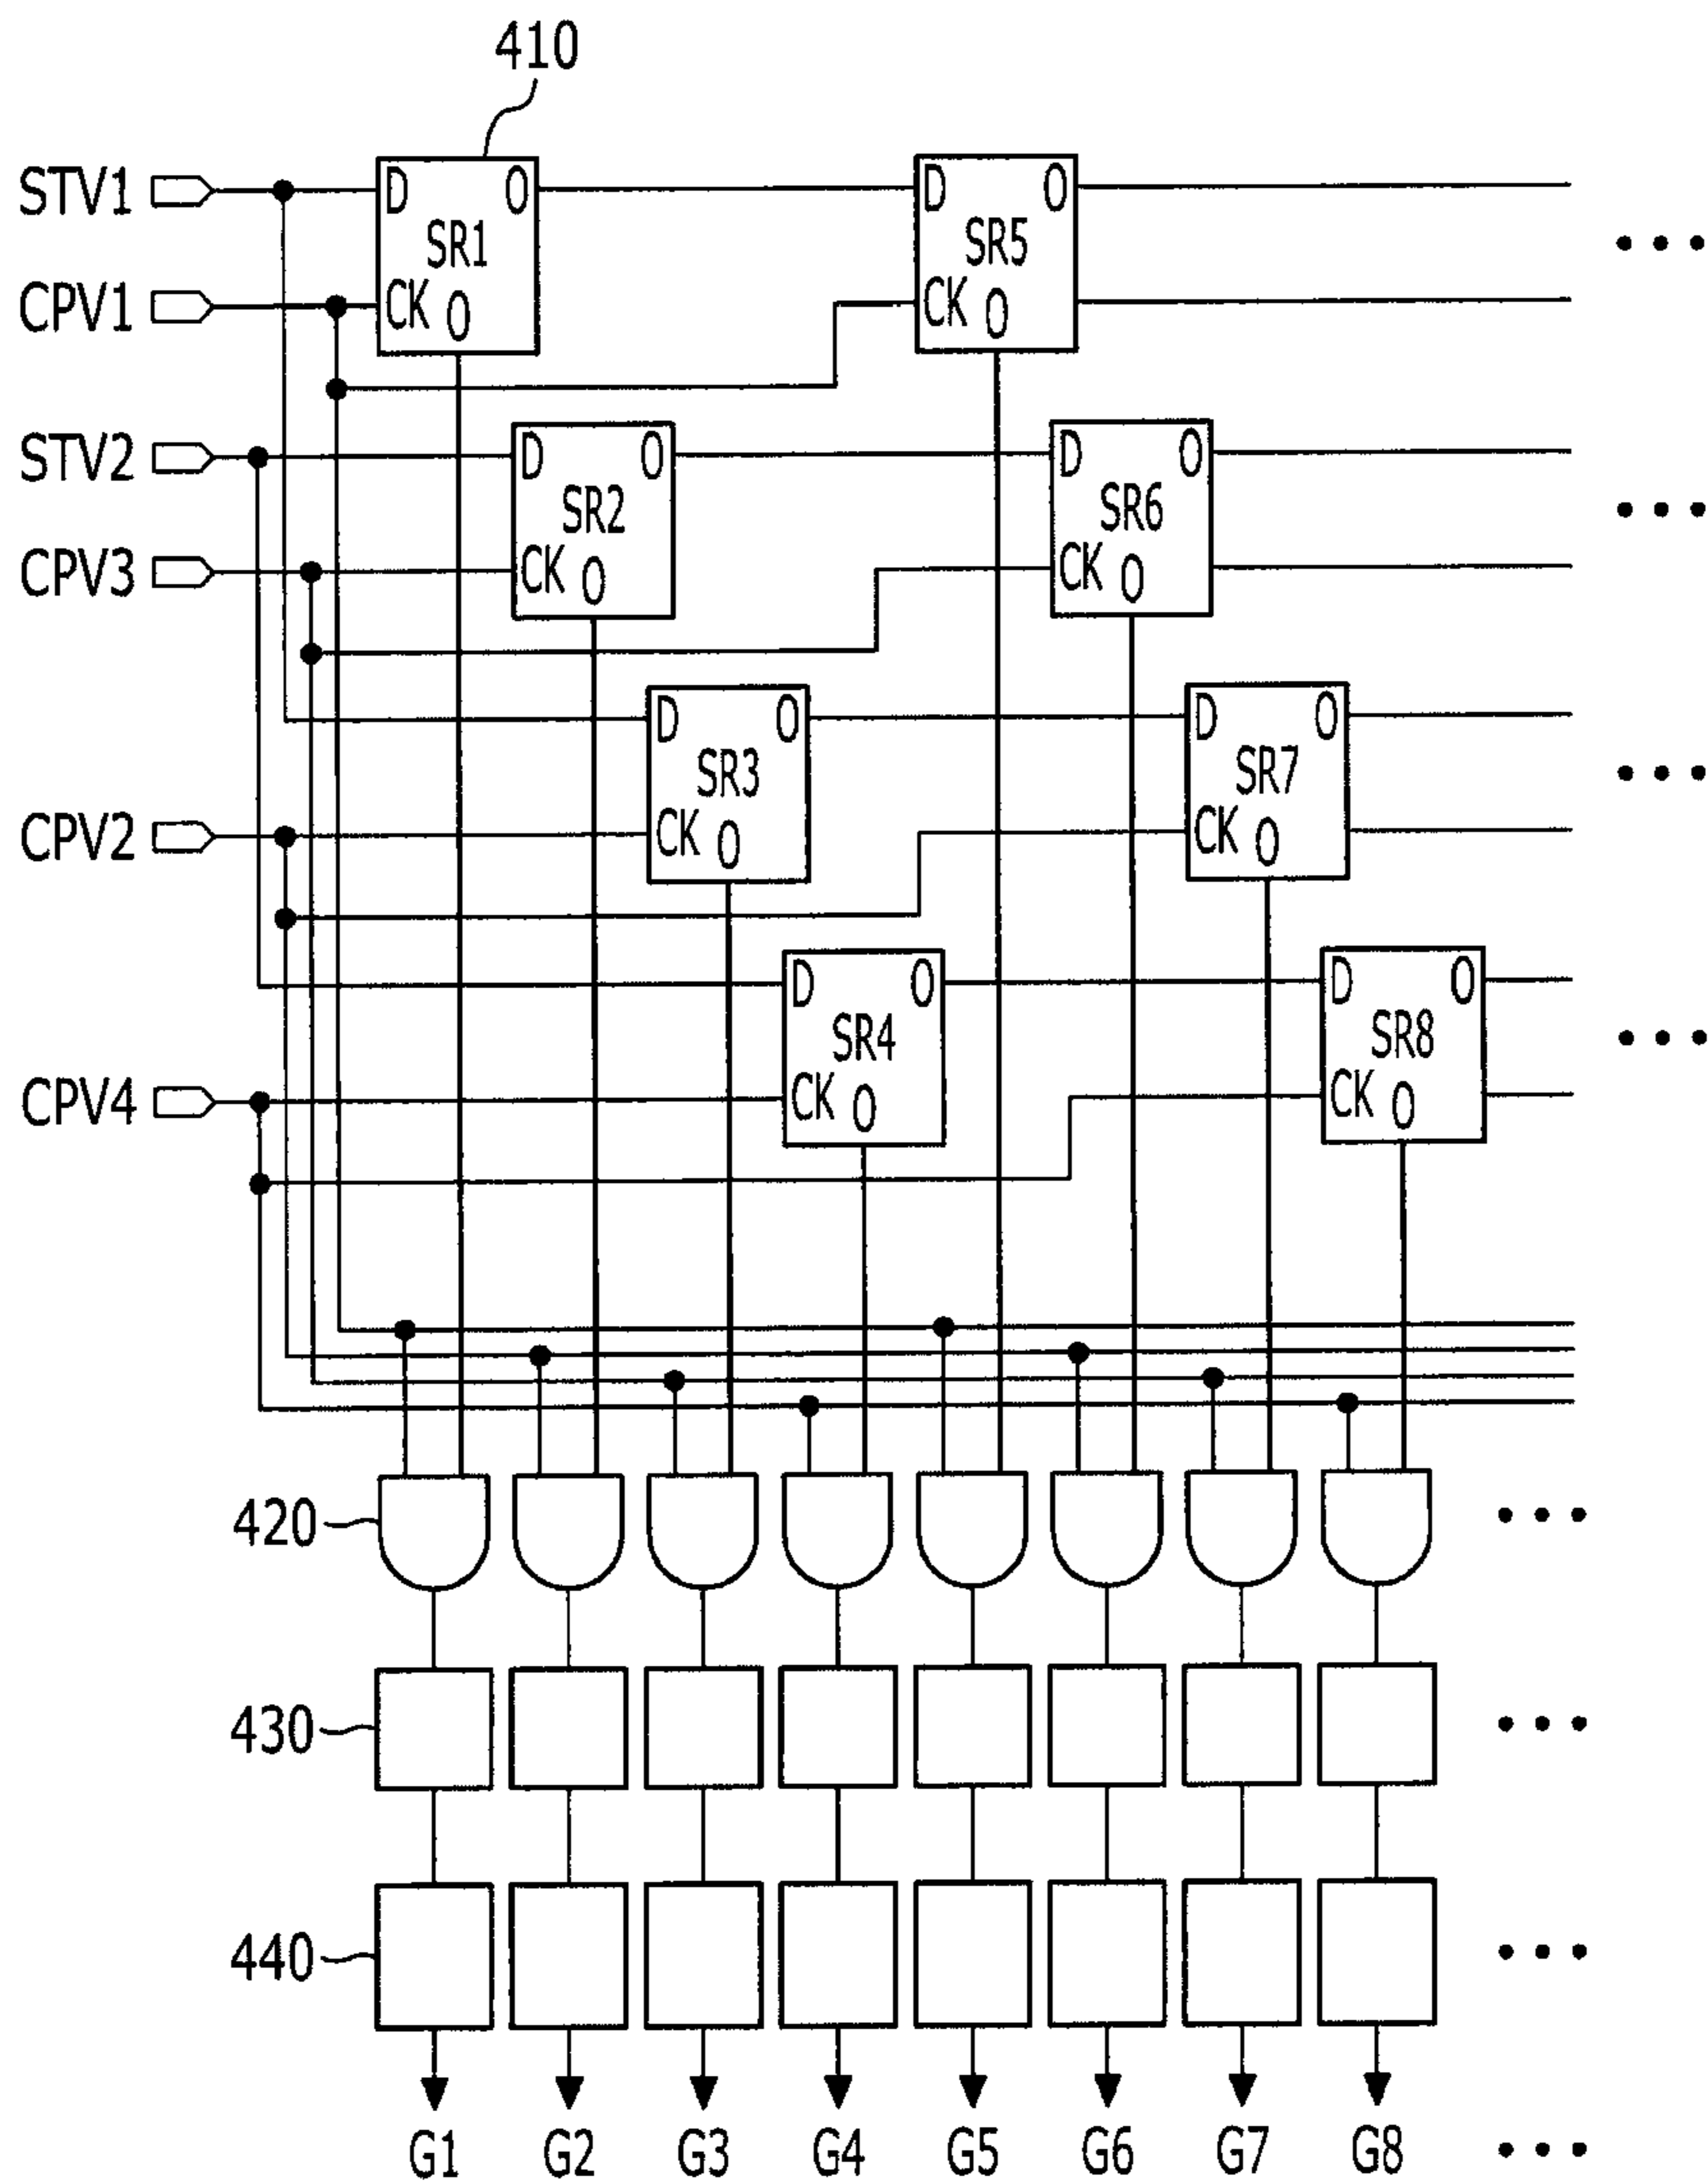 410
STV1
D O
SR1
CK O
D O
SR5
CK O
CPV1
STV2
D O
SR2
CK O
D O
SR6
CK O
CPV3
D O
SR3
CK O
D O
SR7
CK O
CPV2
D O
SR4
CK O
D O
SR8
CK O
CPV4
420
430
440
G1 G2 G3 G4 G5 G6 G7 G8